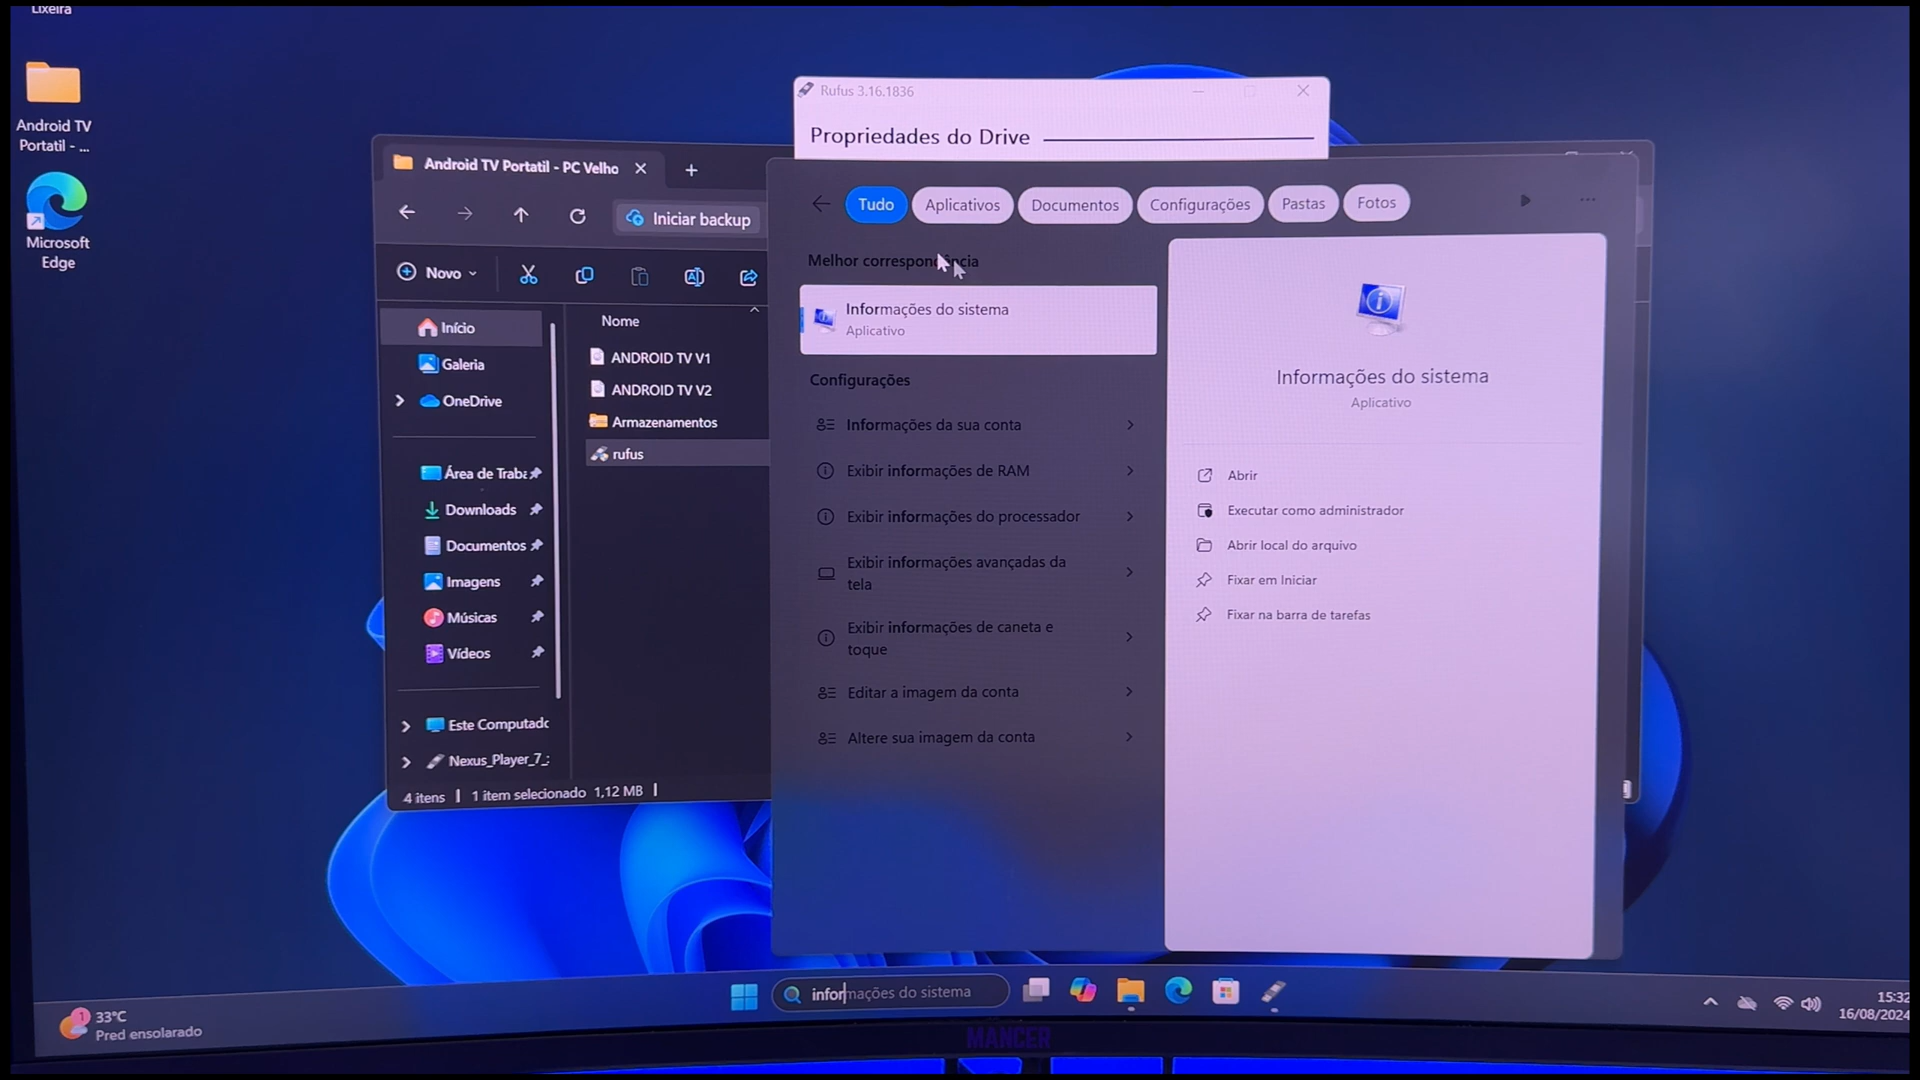 Lixeira
Android TV
Portatil - ...
Microsoft
Edge
Android TV Portatil - PC Velho
Iniciar backup
Novo
Início
Galeria
OneDrive
Área de Traba
Downloads
Documentos
Imagens
Músicas
Vídeos
Este Computado
Nexus_Player_7_
Nome
ANDROID TV V1
ANDROID TV V2
Armazenamentos
rufus
4 itens | 1 item selecionado 1,12 MB |
Rufus 3.16.1836
Propriedades do Drive
Tudo
Aplicativos
Documentos
Configurações
Pastas
Fotos
Melhor correspondência
Informações do sistema
Aplicativo
Configurações
Informações da sua conta
Exibir informações de RAM
Exibir informações do processador
Exibir informações avançadas da
tela
Exibir informações de caneta e
toque
Editar a imagem da conta
Altere sua imagem da conta
Informações do sistema
Aplicativo
Abrir
Executar como administrador
Abrir local do arquivo
Fixar em Iniciar
Fixar na barra de tarefas
1
33°C
Pred ensolarado
informações do sistema
15:32
16/08/2024
MANCER